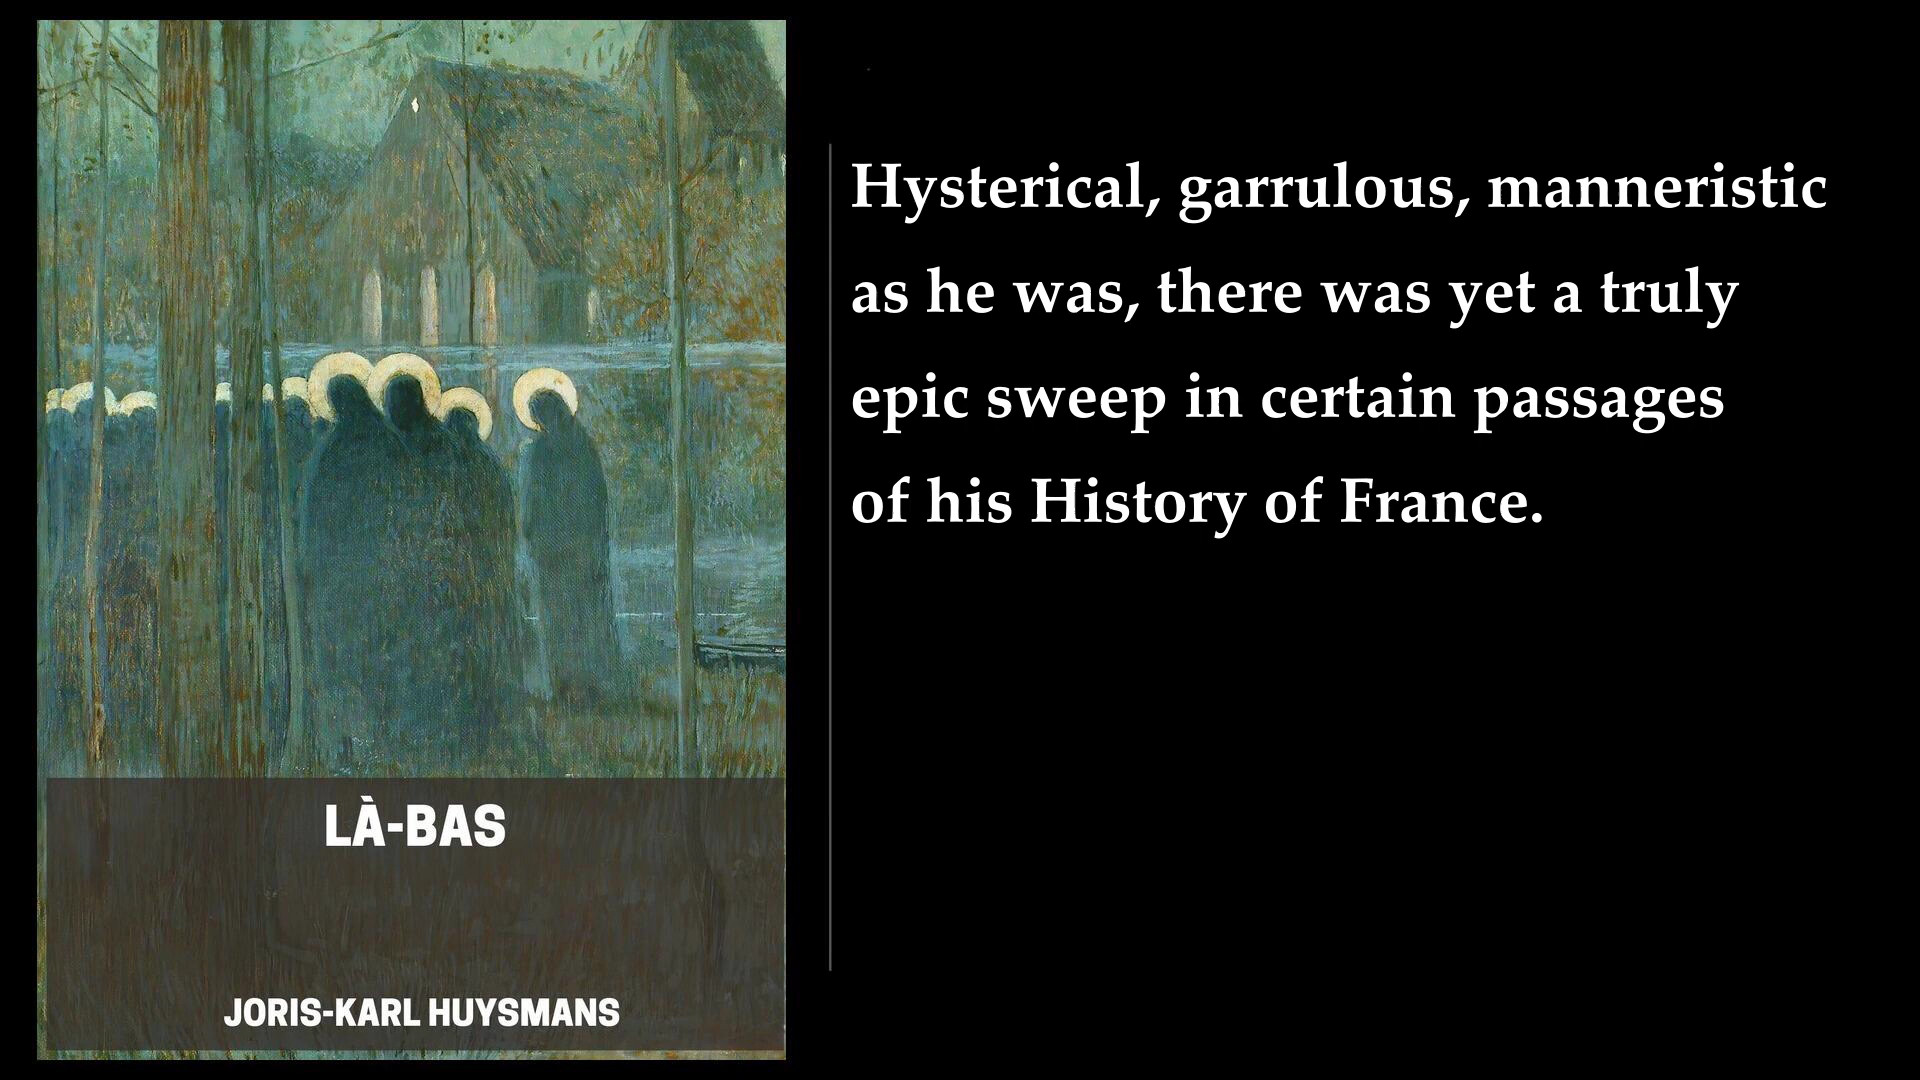 LÀ-BAS
JORIS-KARL HUYSMANS
Hysterical, garrulous, manneristic
as he was, there was yet a truly
epic sweep in certain passages
of his History of France.